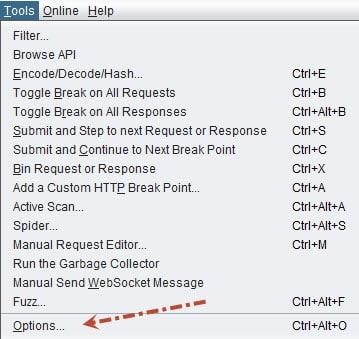 Tools Online Help
Filter...
Browse API
Encode/Decode/Hash... Ctrl+E
Toggle Break on All Requests Ctrl+B
Toggle Break on All Responses Ctrl+Alt+B
Submit and Step to next Request or Response Ctrl+S
Submit and Continue to Next Break Point Ctrl+C
Bin Request or Response Ctrl+X
Add a Custom HTTP Break Point... Ctrl+A
Active Scan... Ctrl+Alt+A
Spider... Ctrl+Alt+S
Manual Request Editor... Ctrl+M
Run the Garbage Collector
Manual Send WebSocket Message
Fuzz... Ctrl+Alt+F
Options... Ctrl+Alt+O